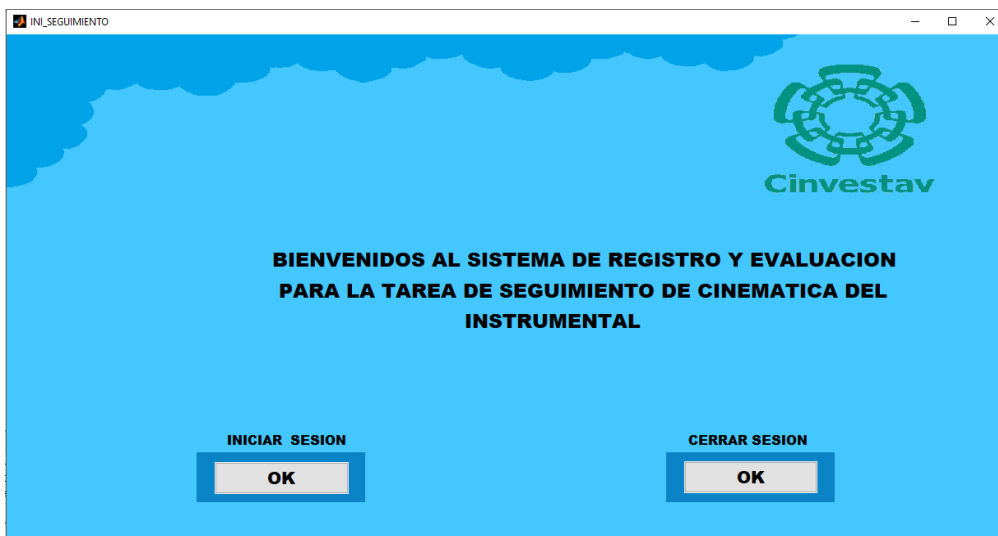 INI_SEGUIMIENTO
Cinvestav
BIENVENIDOS AL SISTEMA DE REGISTRO Y EVALUACION
PARA LA TAREA DE SEGUIMIENTO DE CINEMATICA DEL
INSTRUMENTAL
INICIAR SESION
CERRAR SESION
OK
OK